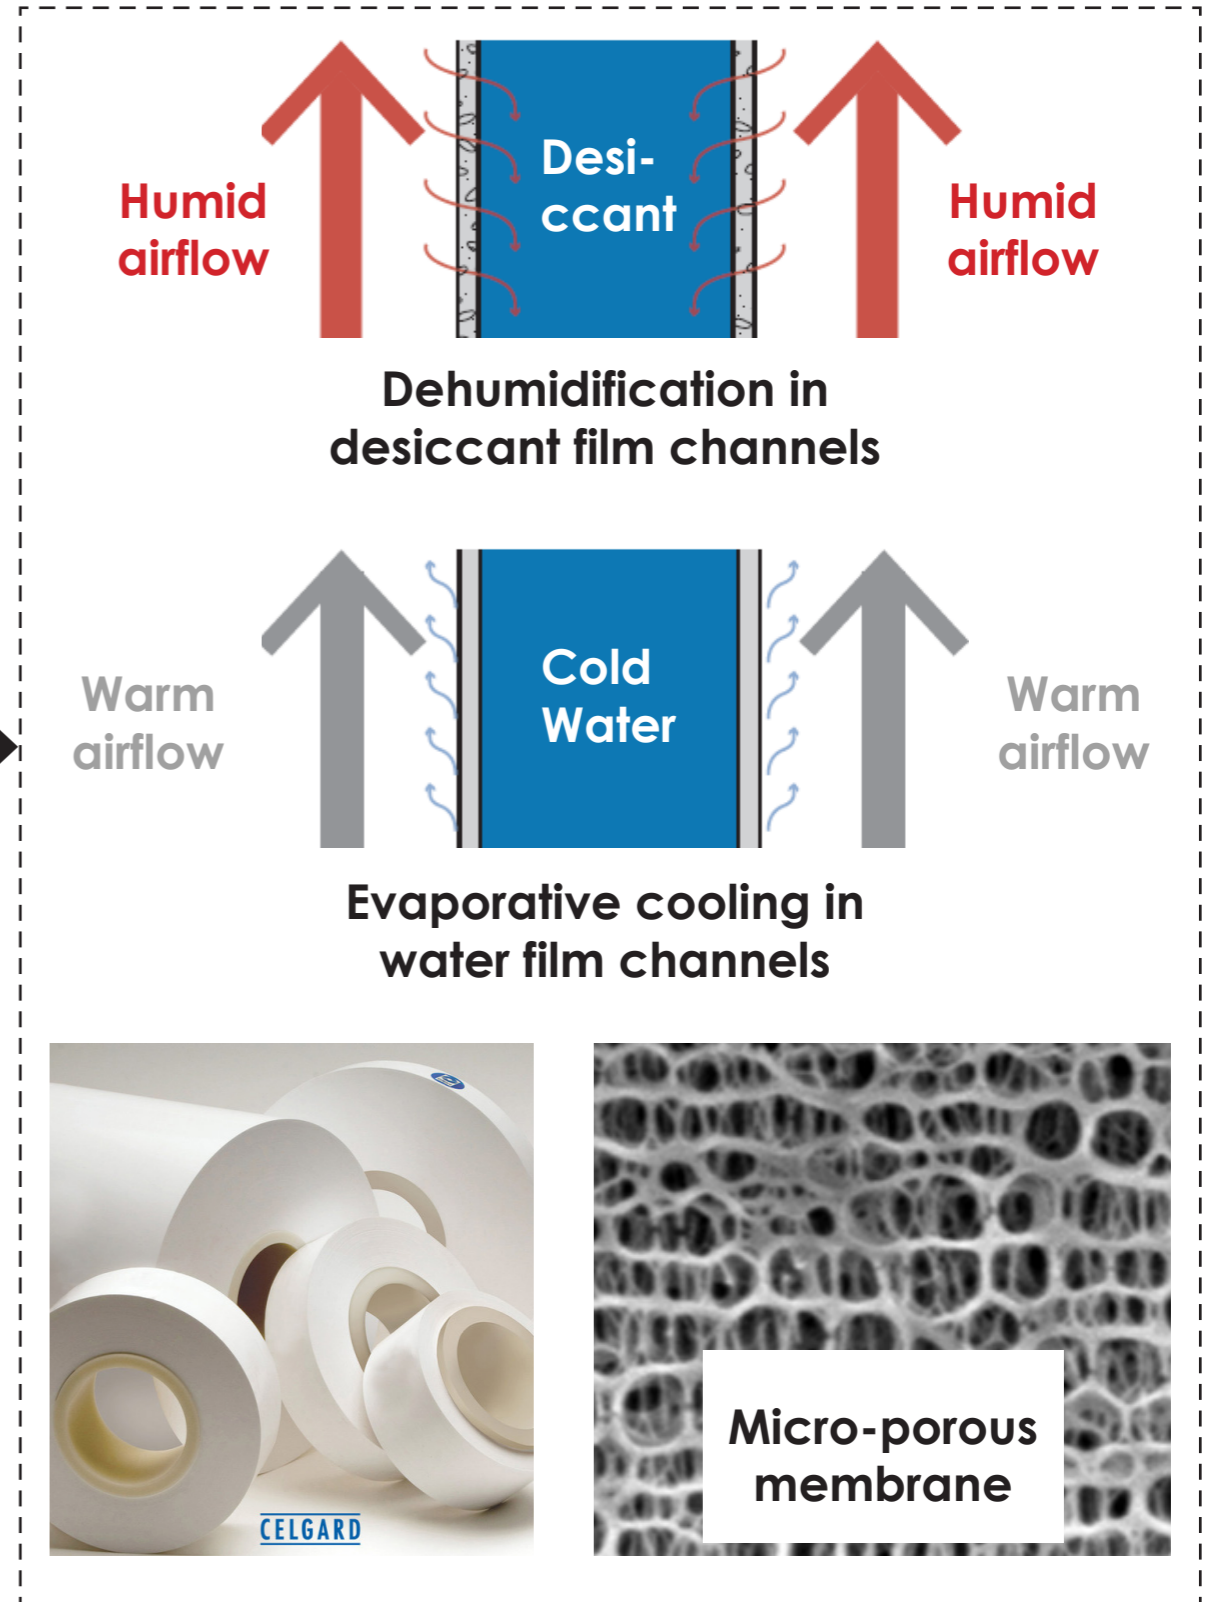 Desi-
ccant
Humid
airflow
Humid
airflow
Dehumidification in
desiccant film channels
Cold
Water
Warm
airflow
Warm
airflow
Evaporative cooling in
water film channels
CELGARD
Micro-porous
membrane